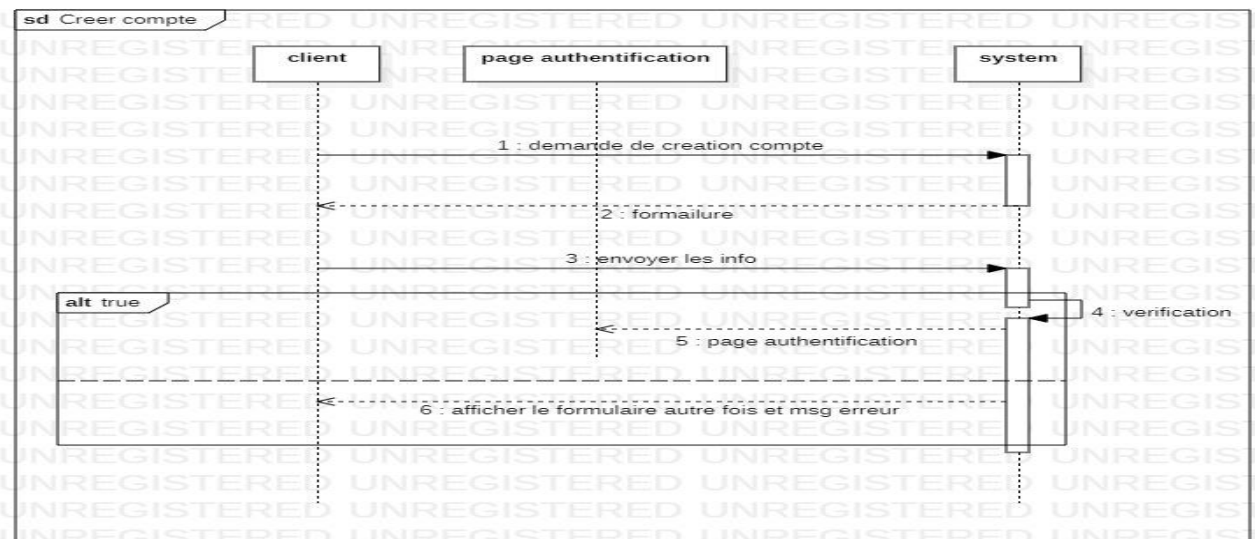 sd Creer compte
client
page authentification
system
1 : demande de creation compte
2 : formailure
3 : envoyer les info
alt true
4 : verification
5 : page authentification
6 : afficher le formulaire autre fois et msg erreur
UNREGISTERED